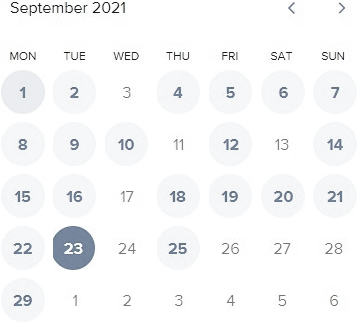 September 2021
MON TUE WED THU FRI SAT SUN
1 2 3 4 5 6 7
8 9 10 11 12 13 14
15 16 17 18 19 20 21
22 23 24 25 26 27 28
29 1 2 3 4 5 6